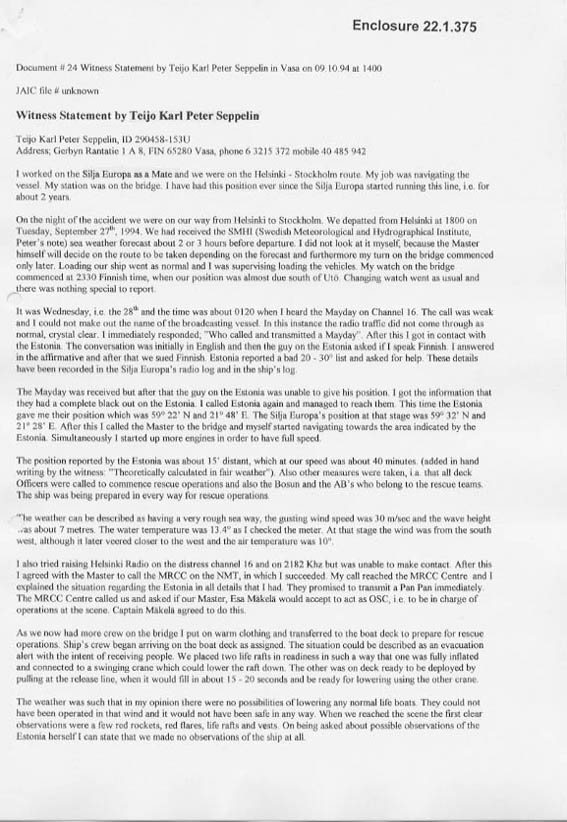 Enclosure 22.1.375
Document # 24 Witness Statement by Teijo Karl Peter Seppelin in Vasa on 09 10 94 at 1400
JAIC file # unknown
Witness Statement by Teijo Karl Peter Seppelin
Teijo Karl Peter Seppelin, ID 290458-153U
Address; Gerbyn Rantatie 1 A 8, FIN 65280 Vasa, phone 6 3215 372 mobile 40 485 942
I worked on the Silja Europa as a Mate and we were on the Helsinki - Stockholm route. My job was navigating the
vessel. My station was on the bridge. I have had this position ever since the Silja Europa started running this line, i.e. for
about 2 years.
On the night of the accident we were on our way from Helsinki to Stockholm. We departed from Helsinki at 1800 on
Tuesday, September 27th, 1994. We had received the SMHI (Swedish Meteorological and Hydrographical Institute,
Peter's note) sea weather forecast about 2 or 3 hours before departure. I did not look at it myself, because the Master
himself will decide on the route to be taken depending on the forecast and furthermore my turn on the bridge commenced
only later. Loading our ship went as normal and I was supervising loading the vehicles. My watch on the bridge
commenced at 2330 Finnish time, when our position was almost due south of Utö. Changing watch went as usual and
there was nothing special to report.
It was Wednesday, i.e. the 28th and the time was about 0120 when I heard the Mayday on Channel 16. The call was weak
and I could not make out the name of the broadcasting vessel. In this instance the radio traffic did not come through as
normal, crystal clear. I immediately responded; "Who called and transmitted a Mayday". After this I got in contact with
the Estonia. The conversation was initially in English and then the guy on the Estonia asked if I speak Finnish. I answered
in the affirmative and after that we sued Finnish. Estonia reported a bad 20 - 30° list and asked for help. These details
have been recorded in the Silja Europa's radio log and in the ship's log.
The Mayday was received but after that the guy on the Estonia was unable to give his position. I got the information that
they had a complete black out on the Estonia. I called Estonia again and managed to reach them. This time the Estonia
gave me their position which was 59° 22' N and 21° 48' E. The Silja Europa's position at that stage was 59° 32' N and
21° 28' E. After this I called the Master to the bridge and myself started navigating towards the area indicated by the
Estonia. Simultaneously I started up more engines in order to have full speed.
The position reported by the Estonia was about 15' distant, which at our speed was about 40 minutes. (added in hand
writing by the witness: "Theoretically calculated in fair weather"). Also other measures were taken, i.a. that all deck
Officers were called to commence rescue operations and also the Bosun and the AB's who belong to the rescue teams.
The ship was being prepared in every way for rescue operations.
The weather can be described as having a very rough sea way, the gusting wind speed was 30 m/sec and the wave height
was about 7 metres. The water temperature was 13.4° as I checked the meter. At that stage the wind was from the south
west, although it later veered closer to the west and the air temperature was 10°.
I also tried raising Helsinki Radio on the distress channel 16 and on 2182 Khz but was unable to make contact. After this
I agreed with the Master to call the MRCC on the NMT, in which I succeeded. My call reached the MRCC Centre and I
explained the situation regarding the Estonia in all details that I had. They promised to transmit a Pan Pan immediately.
The MRCC Centre called us and asked if our Master, Esa Mäkelä would accept to act as OSC, i.e. to be in charge of
operations at the scene. Captain Mäkelä agreed to do this.
As we now had more crew on the bridge I put on warm clothing and transferred to the boat deck to prepare for rescue
operations. Ship's crew began arriving on the boat deck as assigned. The situation could be described as an evacuation
alert with the intent of receiving people. We placed two life rafts in readiness in such a way that one was fully inflated
and connected to a swinging crane which could lower the raft down. The other was on deck ready to be deployed by
pulling at the release line, when it would fill in about 15 - 20 seconds and be ready for lowering using the other crane.
The weather was such that in my opinion there were no possibilities of lowering any normal life boats. They could not
have been operated in that wind and it would not have been safe in any way. When we reached the scene the first clear
observations were a few red rockets, red flares, life rafts and vests. On being asked about possible observations of the
Estonia herself I can state that we made no observations of the ship at all.